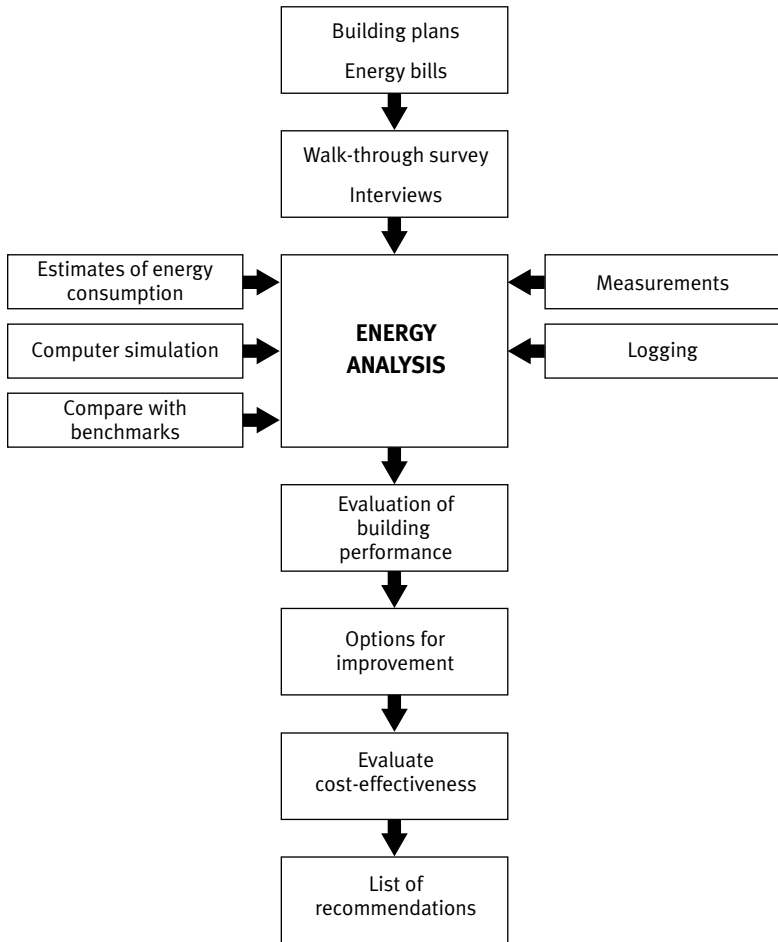 Building plans
Energy bills
Walk-through survey
Interviews
Estimates of energy
consumption
Computer simulation
Compare with
benchmarks
ENERGY
ANALYSIS
Measurements
Logging
Evaluation of
building
performance
Options for
improvement
Evaluate
cost-effectiveness
List of
recommendations